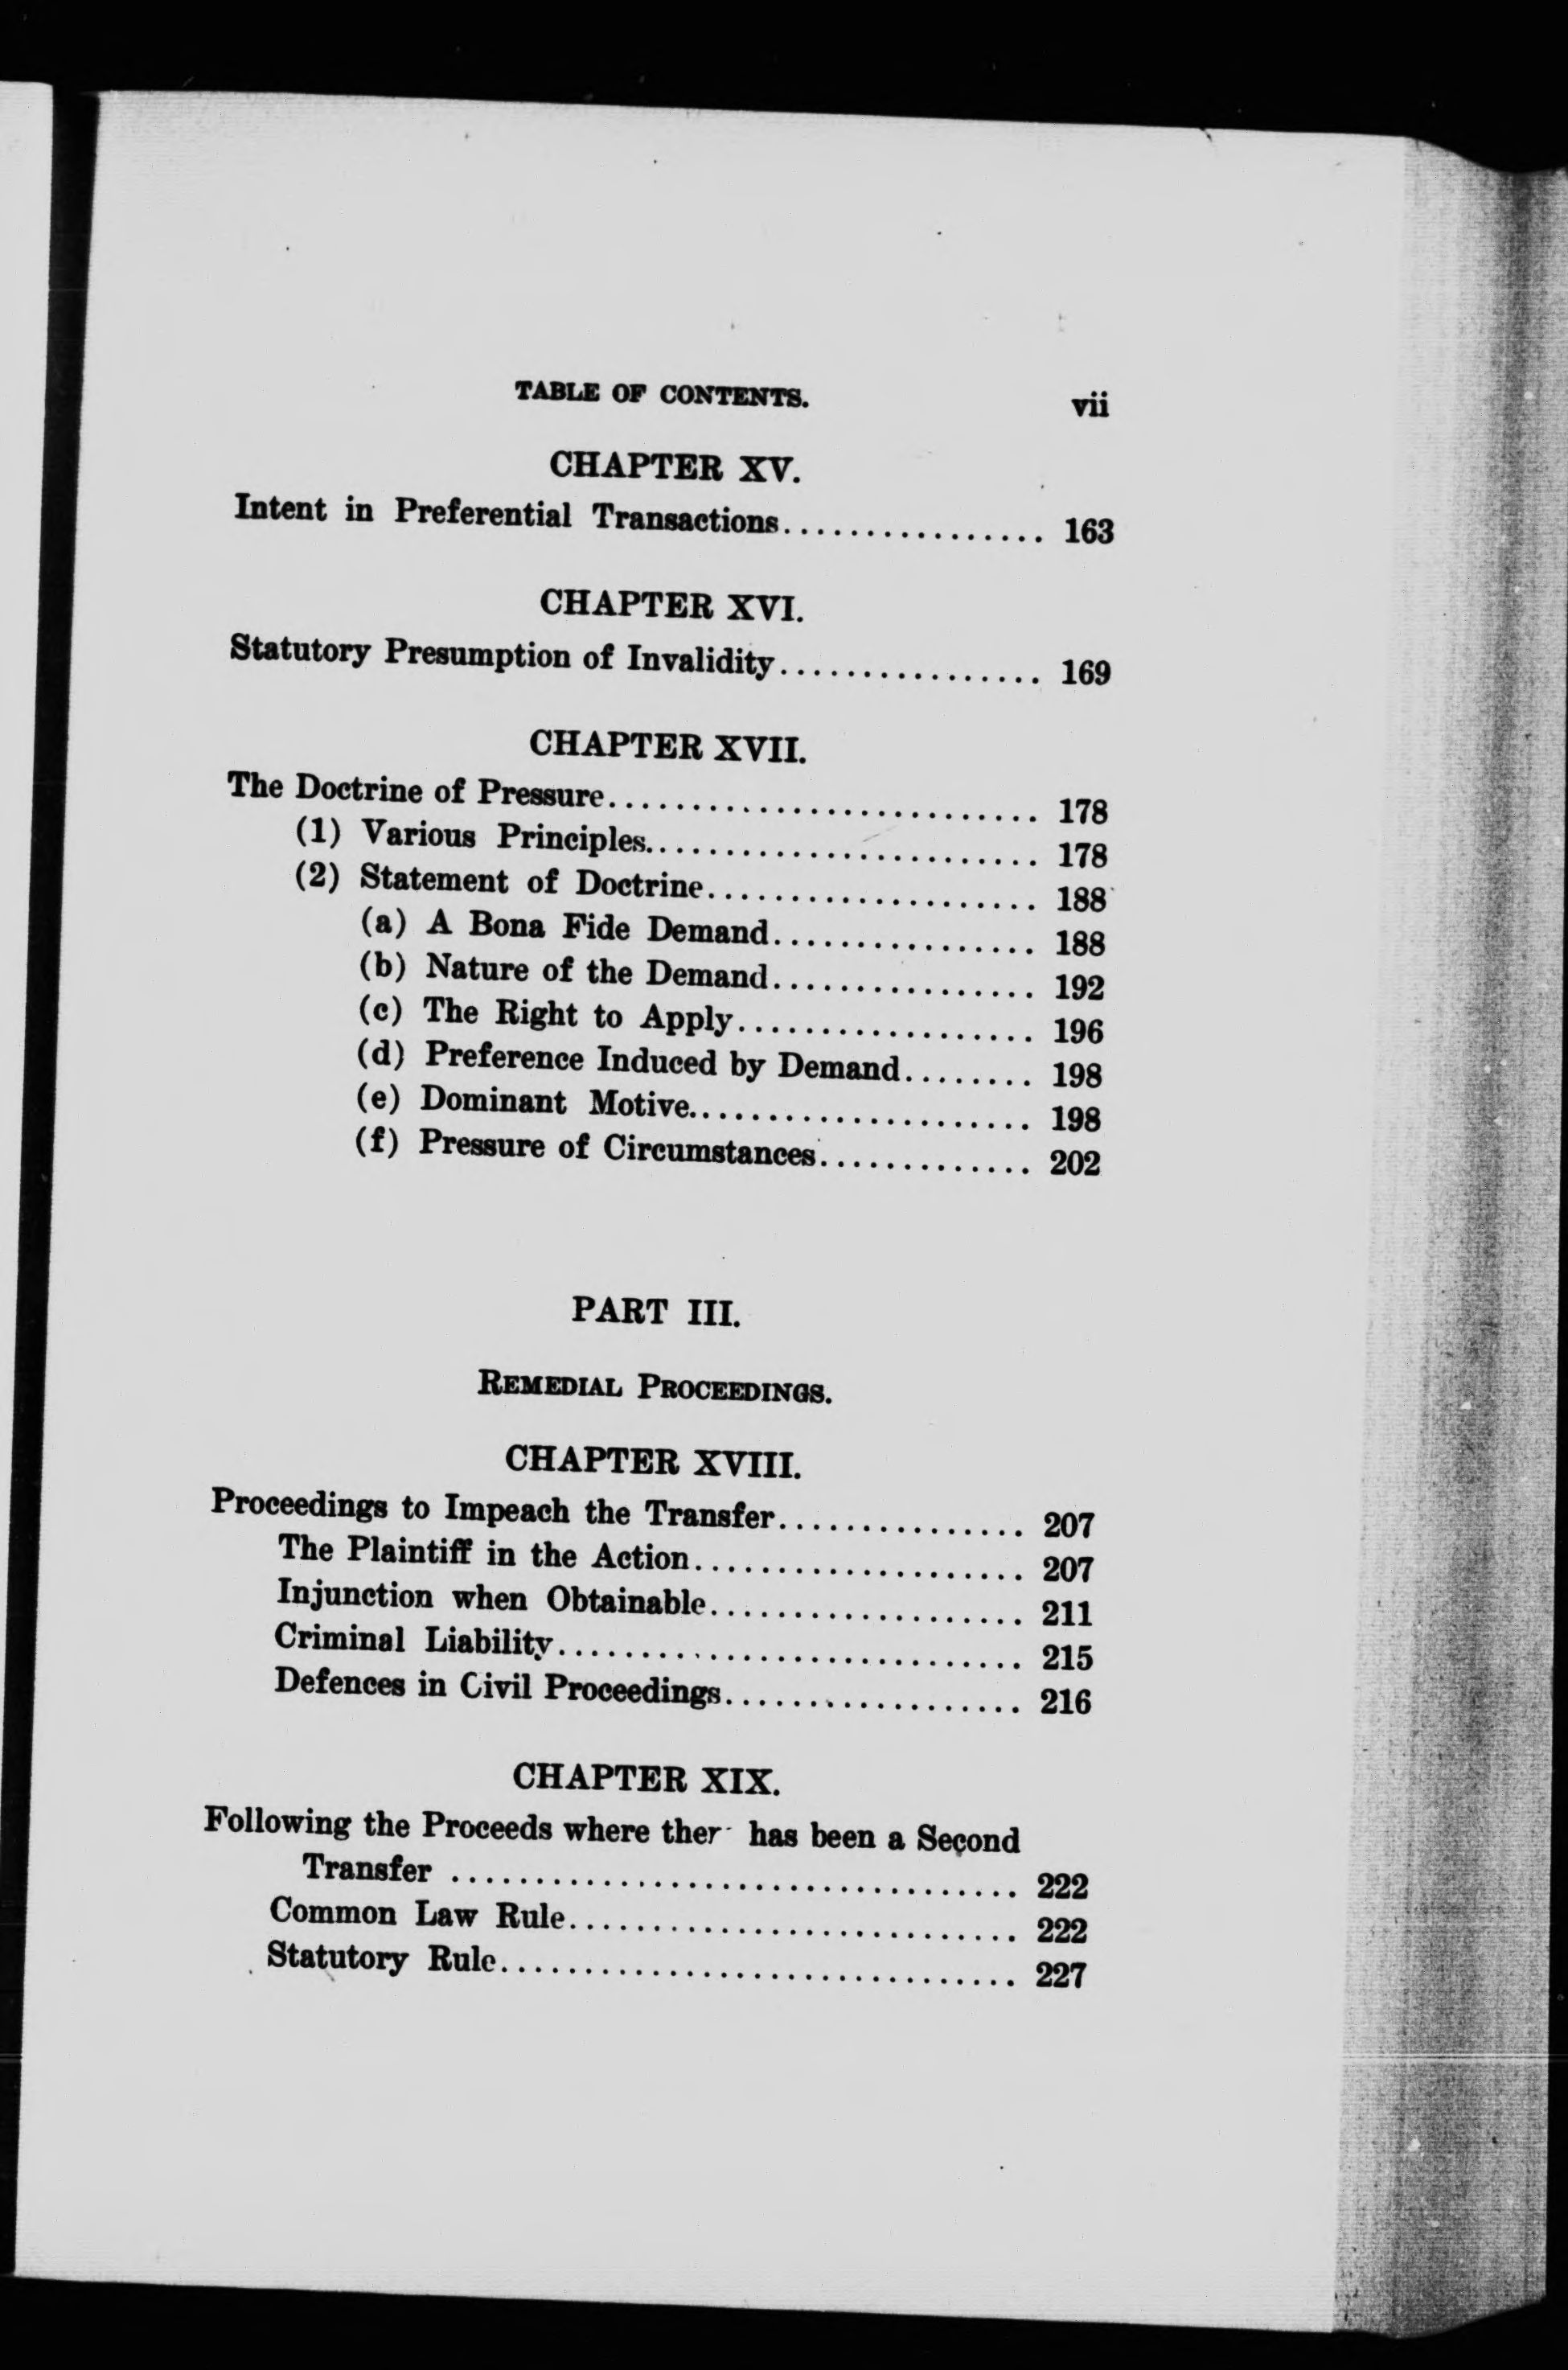 TABLE OF CONTENTS. vii
CHAPTER XV.
Intent in Preferential Transactions................ 163
CHAPTER XVI.
Statutory Presumption of Invalidity................ 169
CHAPTER XVII.
The Doctrine of Pressure.......................... 178
(1) Various Principles........................ 178
(2) Statement of Doctrine.................... 188
(a) A Bona Fide Demand................ 188
(b) Nature of the Demand................ 192
(c) The Right to Apply.................. 196
(d) Preference Induced by Demand........ 198
(e) Dominant Motive..................... 198
(f) Pressure of Circumstances............. 202
PART III.
REMEDIAL PROCEEDINGS.
CHAPTER XVIII.
Proceedings to Impeach the Transfer............... 207
The Plaintiff in the Action.................... 207
Injunction when Obtainable................... 211
Criminal Liability............................ 215
Defences in Civil Proceedings.................. 216
CHAPTER XIX.
Following the Proceeds where ther has been a Second
Transfer .................................. 222
Common Law Rule........................... 222
Statutory Rule............................... 227